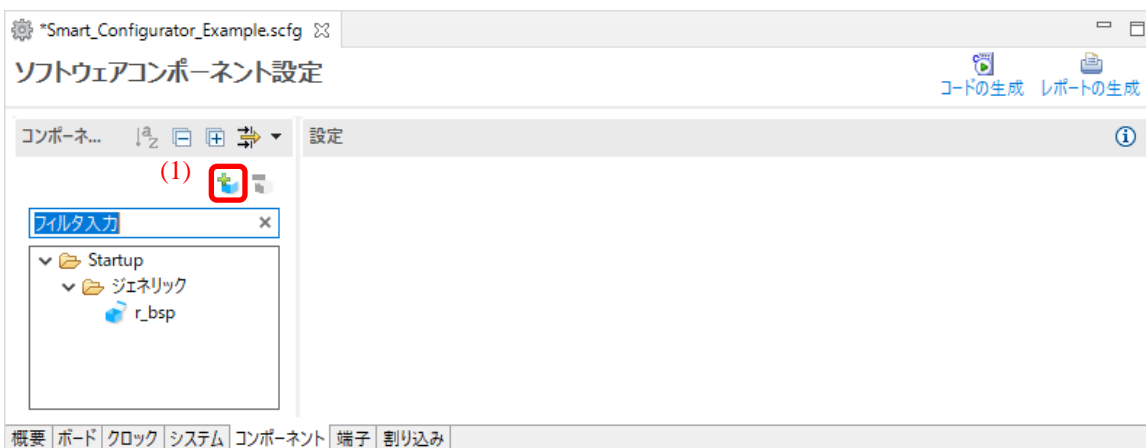 *Smart_Configurator_Example.scfg
ソフトウェアコンポーネント設定
コードの生成 レポートの生成
コンポーネ... 設定
(1)
フィルタ入力
Startup
ジェネリック
r_bsp
概要 ボード クロック システム コンポーネント 端子 割り込み